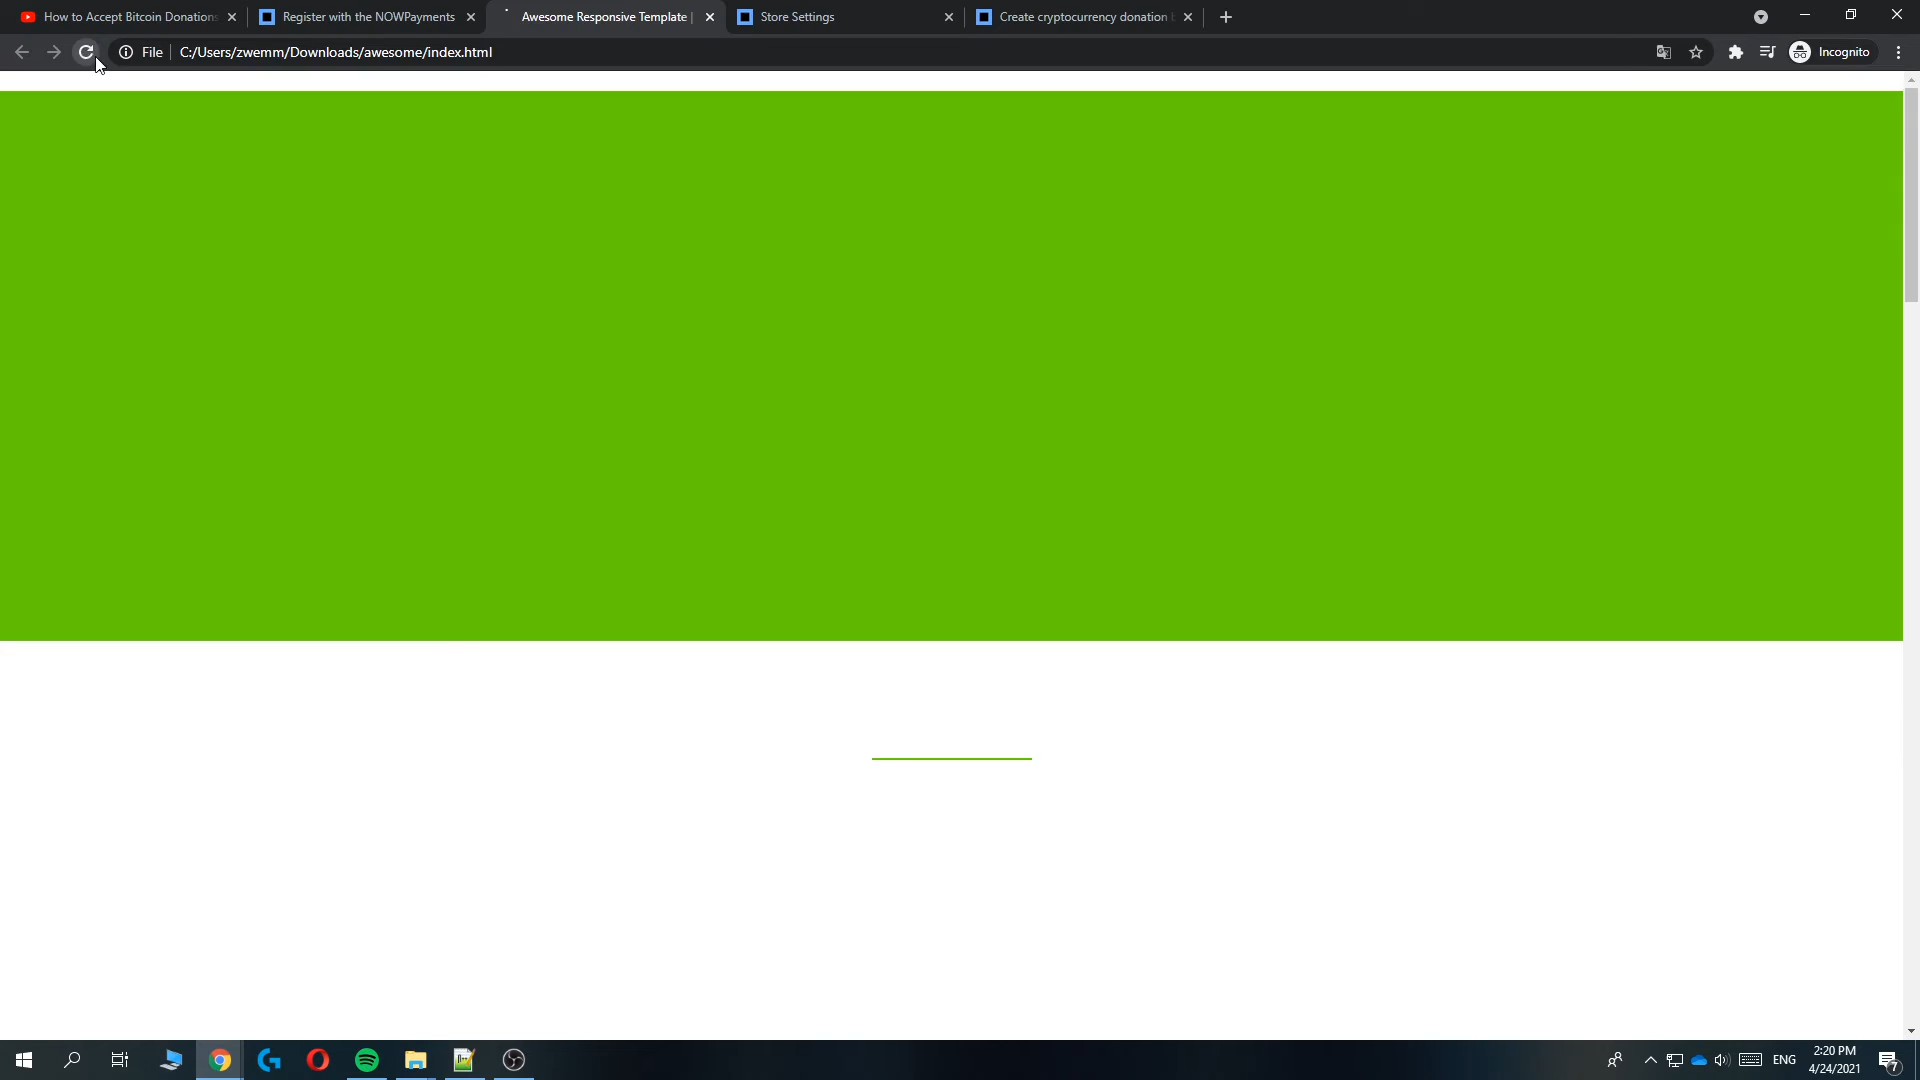 How to Accept Bitcoin Donations
Register with the NOWPayments
Awesome Responsive Template |
Store Settings
Create cryptocurrency donation
File
C:/Users/zwemm/Downloads/awesome/index.html
Incognito
ENG
2:20 PM
4/24/2021
7